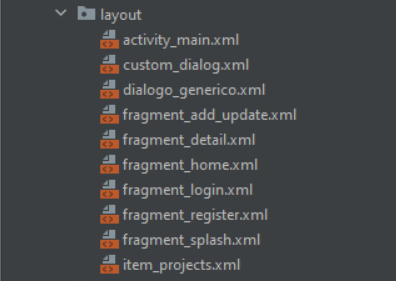 layout
activity_main.xml
custom_dialog.xml
dialogo_generico.xml
fragment_add_update.xml
fragment_detail.xml
fragment_home.xml
fragment_login.xml
fragment_register.xml
fragment_splash.xml
item_projects.xml